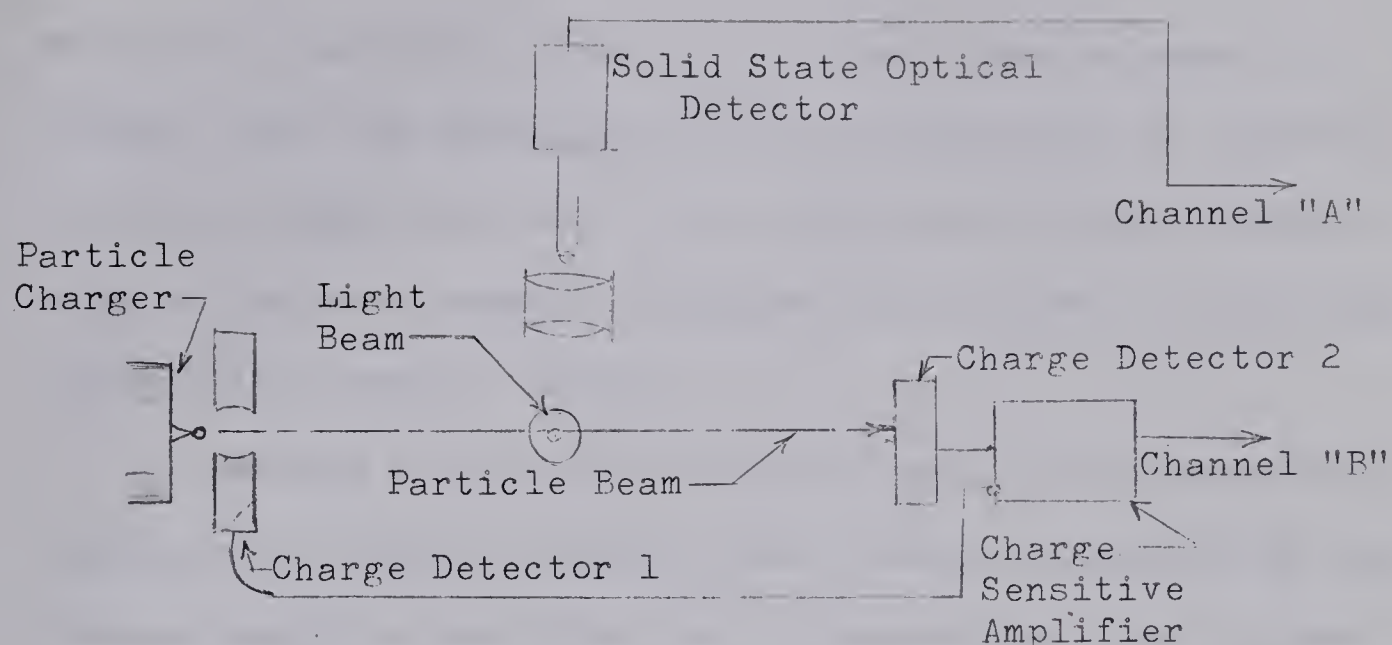 Solid State Optical
Detector
Channel "A"
Particle
Charger
Light
Beam
Charge Detector 2
Particle Beam
Channel "B"
Charge Detector 1
Charge
Sensitive
Amplifier